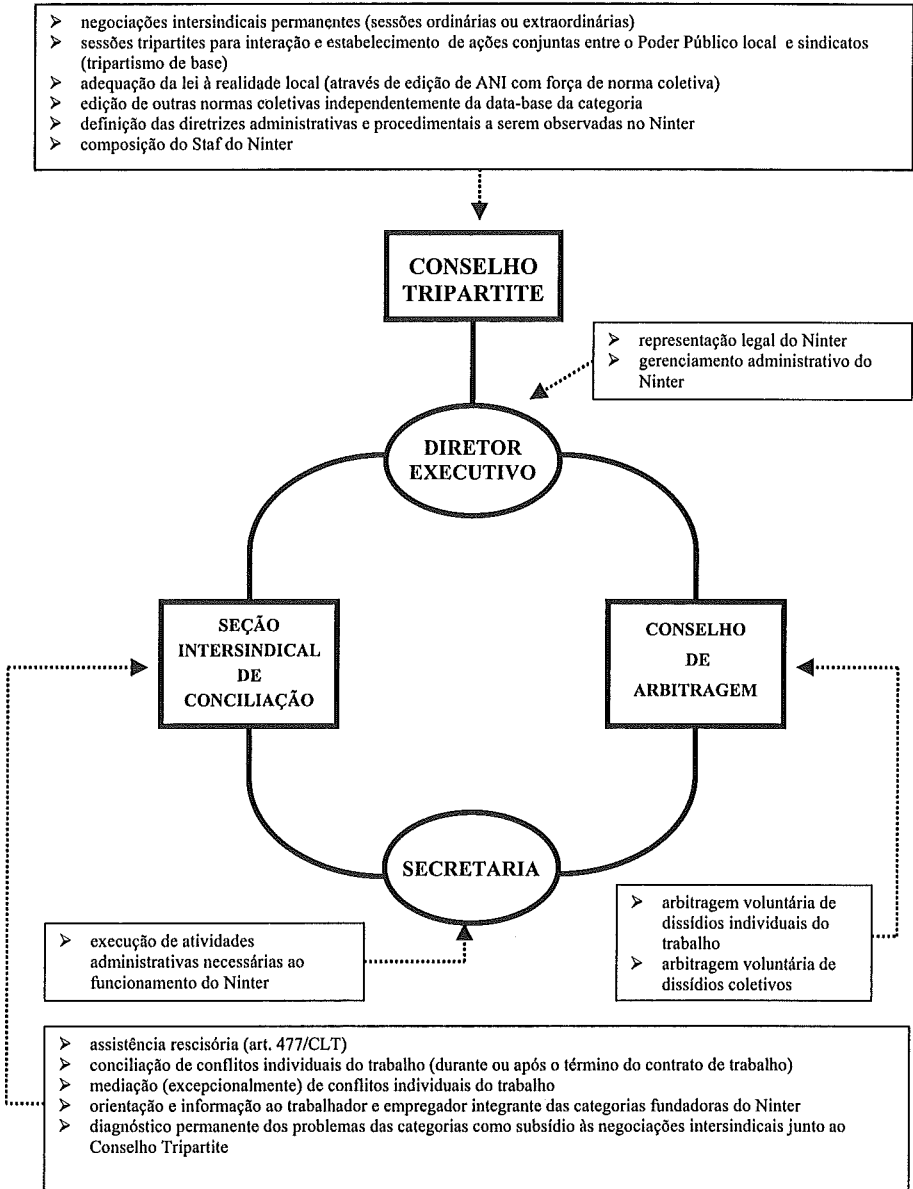 ➢ negociações intersindicais permanentes (sessões ordinárias ou extraordinárias)
➢ sessões tripartites para interação e estabelecimento de ações conjuntas entre o Poder Público local e sindicatos
(tripartismo de base)
➢ adequação da lei à realidade local (através de edição de ANI com força de norma coletiva)
➢ edição de outras normas coletivas independentemente da data-base da categoria
➢ definição das diretrizes administrativas e procedimentais a serem observadas no Ninter
➢ composição do Staf do Ninter
CONSELHO
TRIPARTITE
➢ representação legal do Ninter
➢ gerenciamento administrativo do
Ninter
DIRETOR
EXECUTIVO
SEÇÃO
INTERSINDICAL
DE
CONCILIAÇÃO
CONSELHO
DE
ARBITRAGEM
SECRETARIA
➢ execução de atividades
administrativas necessárias ao
funcionamento do Ninter
➢ arbitragem voluntária de
dissídios individuais do
trabalho
➢ arbitragem voluntária de
dissídios coletivos
➢ assistência rescisória (art. 477/CLT)
➢ conciliação de conflitos individuais do trabalho (durante ou após o término do contrato de trabalho)
➢ mediação (excepcionalmente) de conflitos individuais do trabalho
➢ orientação e informação ao trabalhador e empregador integrante das categorias fundadoras do Ninter
➢ diagnóstico permanente dos problemas das categorias como subsídio às negociações intersindicais junto ao
Conselho Tripartite